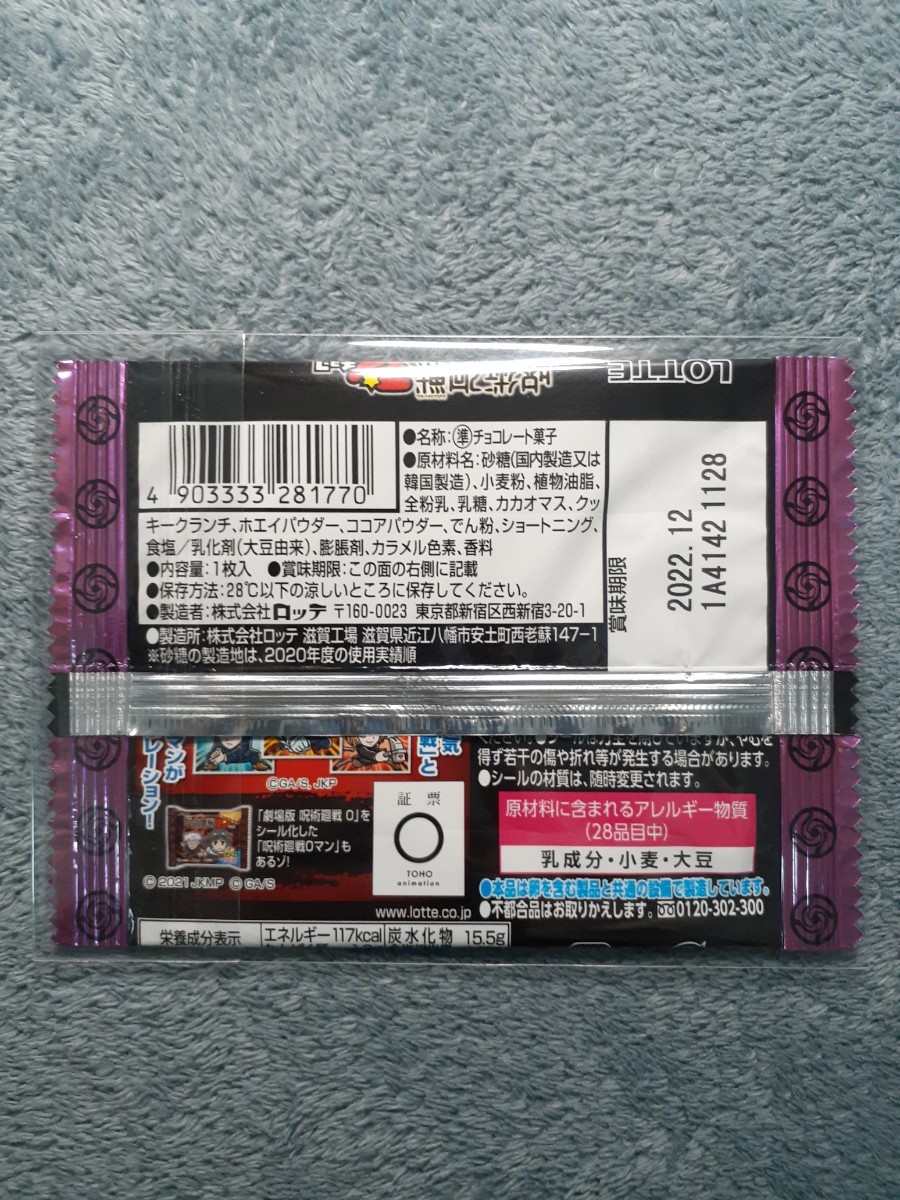 LOTTE
4 903333 281770
●名称:㊜チョコレート菓子
●原材料名:砂糖(国内製造又は
韓国製造)、小麦粉、植物油脂、
全粉乳、乳糖、カカオマス、クッ
キークランチ、ホエイパウダー、ココアパウダー、でん粉、ショートニング、
食塩/乳化剤(大豆由来)、膨脹剤、カラメル色素、香料
●内容量:1枚入 ●賞味期限:この面の右側に記載
●保存方法:28℃以下の涼しいところに保存してください。
●製造者:株式会社ロッテ 〒160-0023 東京都新宿区西新宿3-20-1
●製造所:株式会社ロッテ 滋賀工場 滋賀県近江八幡市安土町西老蘇147-1
※砂糖の製造地は、2020年度の使用実績順
賞味期限
2022.12
1A4142 1128
マンが
レーション!
©GA/S, JKP
「劇場版 呪術廻戦 0」を
シール化した
「呪術廻戦0マン」も
あるゾ!
© 2021 JKMP © GA/S
証票
TOHO
animation
www.lotte.co.jp
得ず若干の傷や折れ等が発生する場合があります。
●シールの材質は、随時変更されます。
原材料に含まれるアレルギー物質
(28品目中)
乳成分・小麦・大豆
●本品は卵を含む製品と共通の設備で製造しています。
●不都合品はお取りかえします。0120-302-300
栄養成分表示 エネルギー117kcal 炭水化物 15.5g